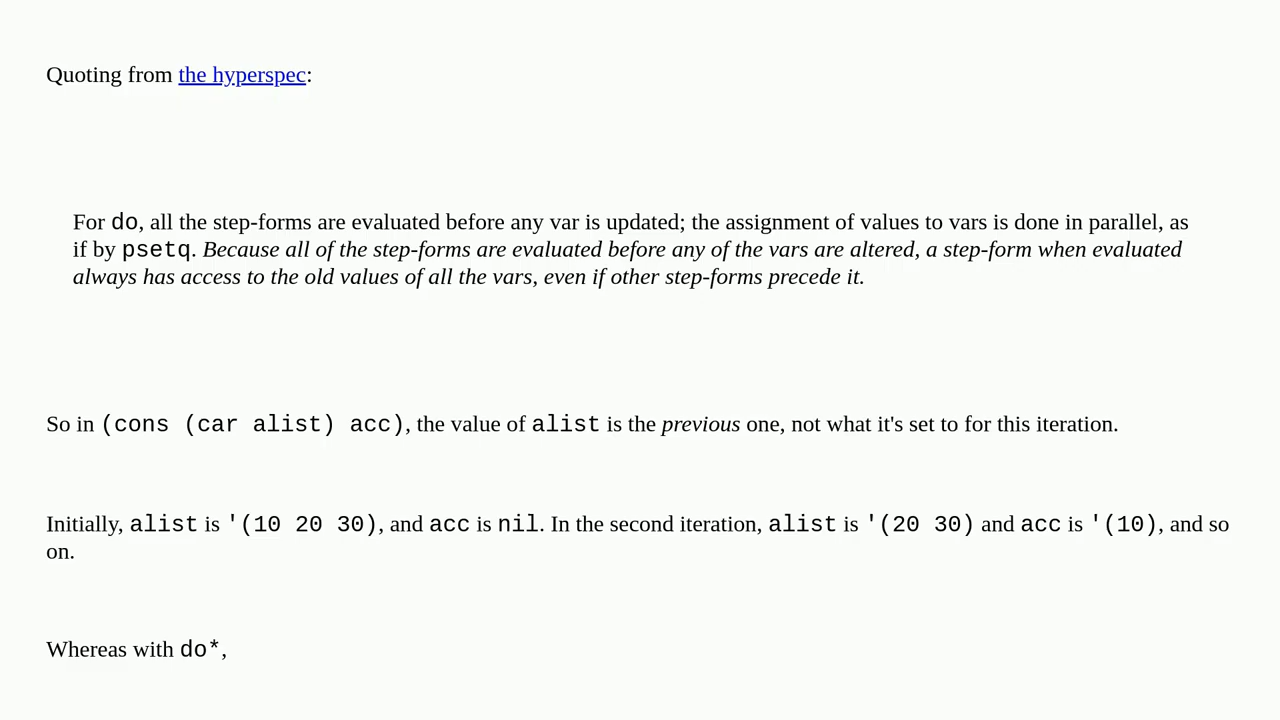 Quoting from the hyperspec:
For do, all the step-forms are evaluated before any var is updated; the assignment of values to vars is done in parallel, as
if by psetq. Because all of the step-forms are evaluated before any of the vars are altered, a step-form when evaluated
always has access to the old values of all the vars, even if other step-forms precede it.
So in (cons (car alist) acc), the value of alist is the previous one, not what it's set to for this iteration.
Initially, alist is '(10 20 30), and acc is nil. In the second iteration, alist is '(20 30) and acc is '(10), and so
on.
Whereas with do*,